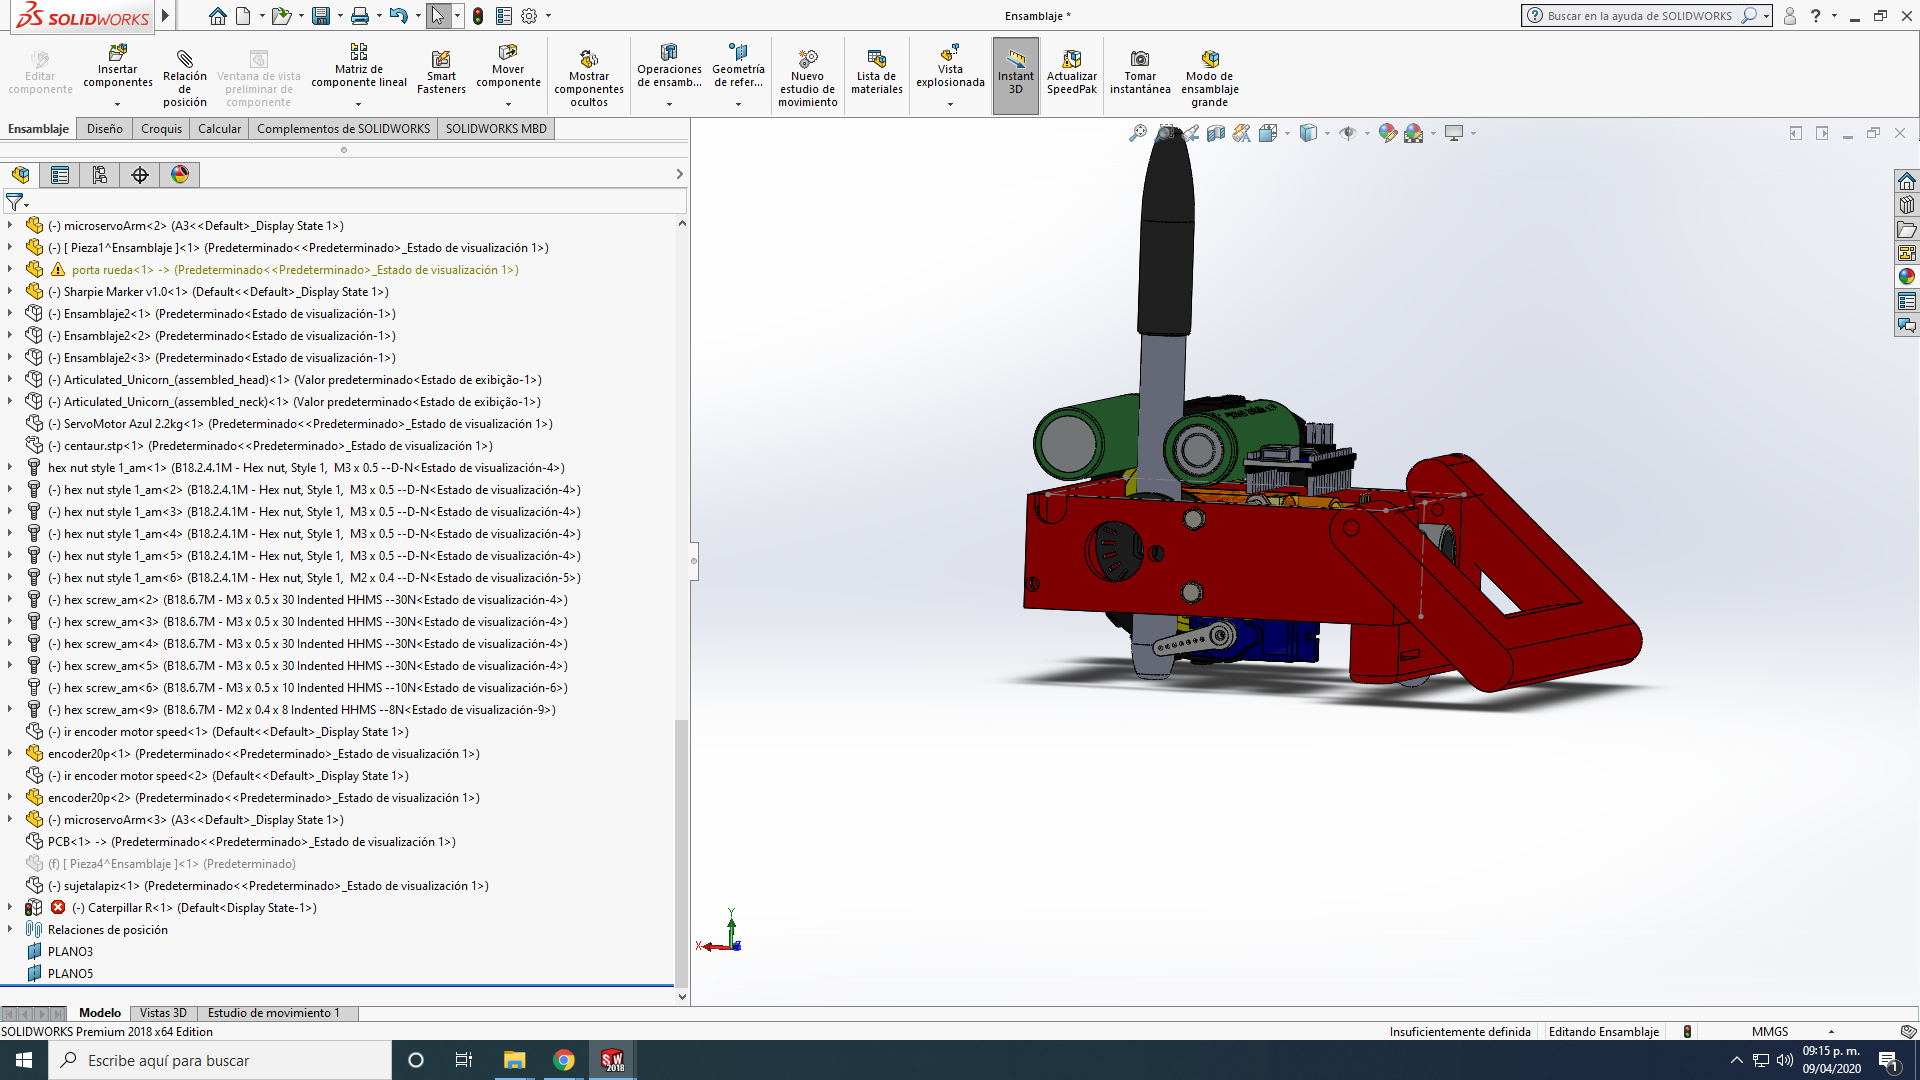 SOLIDWORKS
Ensamblaje *
Buscar en la ayuda de SOLIDWORKS
Editar componente
Insertar componentes
Relación de posición
Ventana de vista preliminar de componente
Matriz de componente lineal
Smart Fasteners
Mover componente
Mostrar componentes ocultos
Operaciones de ensamb...
Geometría de refer...
Nuevo estudio de movimiento
Lista de materiales
Vista explosionada
Instant 3D
Actualizar SpeedPak
Tomar instantánea
Modo de ensamblaje grande
Ensamblaje
Diseño
Croquis
Calcular
Complementos de SOLIDWORKS
SOLIDWORKS MBD
(-) microservoArm<2> (A3<<Default>_Display State 1>)
(-) [ Pieza1^Ensamblaje ]<1> (Predeterminado<<Predeterminado>_Estado de visualización 1>)
porta rueda<1> -> (Predeterminado<<Predeterminado>_Estado de visualización 1>)
(-) Sharpie Marker v1.0<1> (Default<<Default>_Display State 1>)
(-) Ensamblaje2<1> (Predeterminado<Estado de visualización-1>)
(-) Ensamblaje2<2> (Predeterminado<Estado de visualización-1>)
(-) Ensamblaje2<3> (Predeterminado<Estado de visualización-1>)
(-) Articulated_Unicorn_(assembled_head)<1> (Valor predeterminado<Estado de exibição-1>)
(-) Articulated_Unicorn_(assembled_neck)<1> (Valor predeterminado<Estado de exibição-1>)
(-) ServoMotor Azul 2.2kg<1> (Predeterminado<<Predeterminado>_Estado de visualización 1>)
(-) centaur.stp<1> (Predeterminado<<Predeterminado>_Estado de visualización 1>)
hex nut style 1_am<1> (B18.2.4.1M - Hex nut, Style 1, M3 x 0.5 --D-N<Estado de visualización-4>)
(-) hex nut style 1_am<2> (B18.2.4.1M - Hex nut, Style 1, M3 x 0.5 --D-N<Estado de visualización-4>)
(-) hex nut style 1_am<3> (B18.2.4.1M - Hex nut, Style 1, M3 x 0.5 --D-N<Estado de visualización-4>)
(-) hex nut style 1_am<4> (B18.2.4.1M - Hex nut, Style 1, M3 x 0.5 --D-N<Estado de visualización-4>)
(-) hex nut style 1_am<5> (B18.2.4.1M - Hex nut, Style 1, M3 x 0.5 --D-N<Estado de visualización-4>)
(-) hex nut style 1_am<6> (B18.2.4.1M - Hex nut, Style 1, M2 x 0.4 --D-N<Estado de visualización-5>)
(-) hex screw_am<2> (B18.6.7M - M3 x 0.5 x 30 Indented HHMS --30N<Estado de visualización-4>)
(-) hex screw_am<3> (B18.6.7M - M3 x 0.5 x 30 Indented HHMS --30N<Estado de visualización-4>)
(-) hex screw_am<4> (B18.6.7M - M3 x 0.5 x 30 Indented HHMS --30N<Estado de visualización-4>)
(-) hex screw_am<5> (B18.6.7M - M3 x 0.5 x 30 Indented HHMS --30N<Estado de visualización-4>)
(-) hex screw_am<6> (B18.6.7M - M3 x 0.5 x 10 Indented HHMS --10N<Estado de visualización-6>)
(-) hex screw_am<9> (B18.6.7M - M2 x 0.4 x 8 Indented HHMS --8N<Estado de visualización-9>)
(-) ir encoder motor speed<1> (Default<<Default>_Display State 1>)
encoder20p<1> (Predeterminado<<Predeterminado>_Estado de visualización 1>)
(-) ir encoder motor speed<2> (Default<<Default>_Display State 1>)
encoder20p<2> (Predeterminado<<Predeterminado>_Estado de visualización 1>)
(-) microservoArm<3> (A3<<Default>_Display State 1>)
PCB<1> -> (Predeterminado<<Predeterminado>_Estado de visualización 1>)
(f) [ Pieza4^Ensamblaje ]<1> (Predeterminado)
(-) sujetalapiz<1> (Predeterminado<<Predeterminado>_Estado de visualización 1>)
(-) Caterpillar R<1> (Default<Display State-1>)
Relaciones de posición
PLANO3
PLANO5
Y
X
Modelo
Vistas 3D
Estudio de movimiento 1
SOLIDWORKS Premium 2018 x64 Edition
Insuficientemente definida
Editando Ensamblaje
MMGS
Escribe aquí para buscar
SW 2018
09:15 p. m.
09/04/2020
1